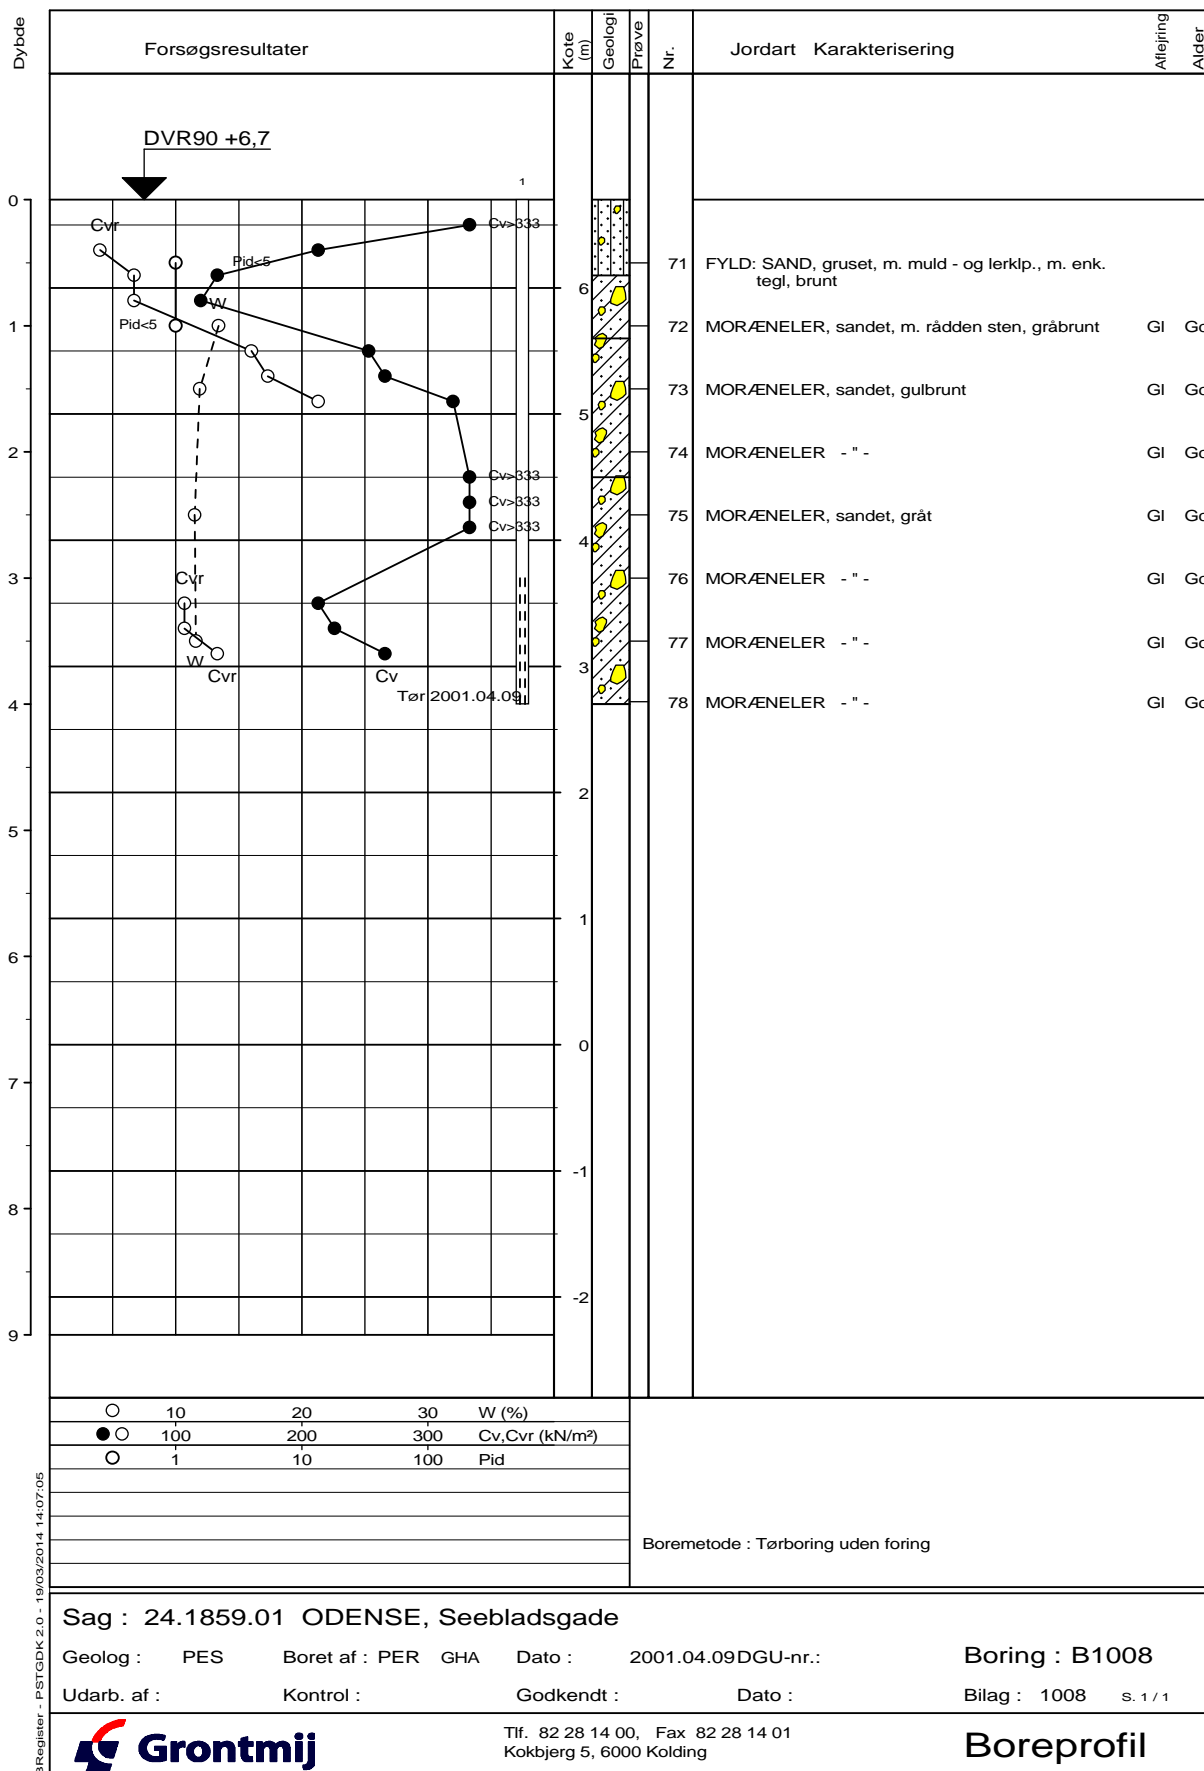 Dybde
Forsøgsresultater
Kote (m)
Geologi
Prøve
Nr.
Jordart Karakterisering
Aflejring
Alder
DVR90 +6,7
1
0
Cvr
Cv>333
Pid<5
71 FYLD: SAND, gruset, m. muld - og lerklp., m. enk.
tegl, brunt
6
W
1
Pid<5
72 MORÆNELER, sandet, m. rådden sten, gråbrunt Gl Gc
73 MORÆNELER, sandet, gulbrunt Gl Gc
5
2
74 MORÆNELER - " - Gl Gc
Cv>333
Cv>333
75 MORÆNELER, sandet, gråt Gl Gc
Cv>333
4
3
Cvr
76 MORÆNELER - " - Gl Gc
77 MORÆNELER - " - Gl Gc
W
3
Cvr
Cv
Tør 2001.04.09
4
78 MORÆNELER - " - Gl Gc
2
5
1
6
0
7
-1
8
-2
9
10 20 30 W (%)
100 200 300 Cv,Cvr (kN/m²)
1 10 100 Pid
Boremetode : Tørboring uden foring
BRegister - PSTGDK 2.0 - 19/03/2014 14:07:05
Sag : 24.1859.01 ODENSE, Seebladsgade
Geolog : PES Boret af : PER GHA Dato : 2001.04.09 DGU-nr.: Boring : B1008
Udarb. af : Kontrol : Godkendt : Dato : Bilag : 1008 S. 1 / 1
Grontmij
Tlf. 82 28 14 00, Fax 82 28 14 01
Kokbjerg 5, 6000 Kolding
Boreprofil